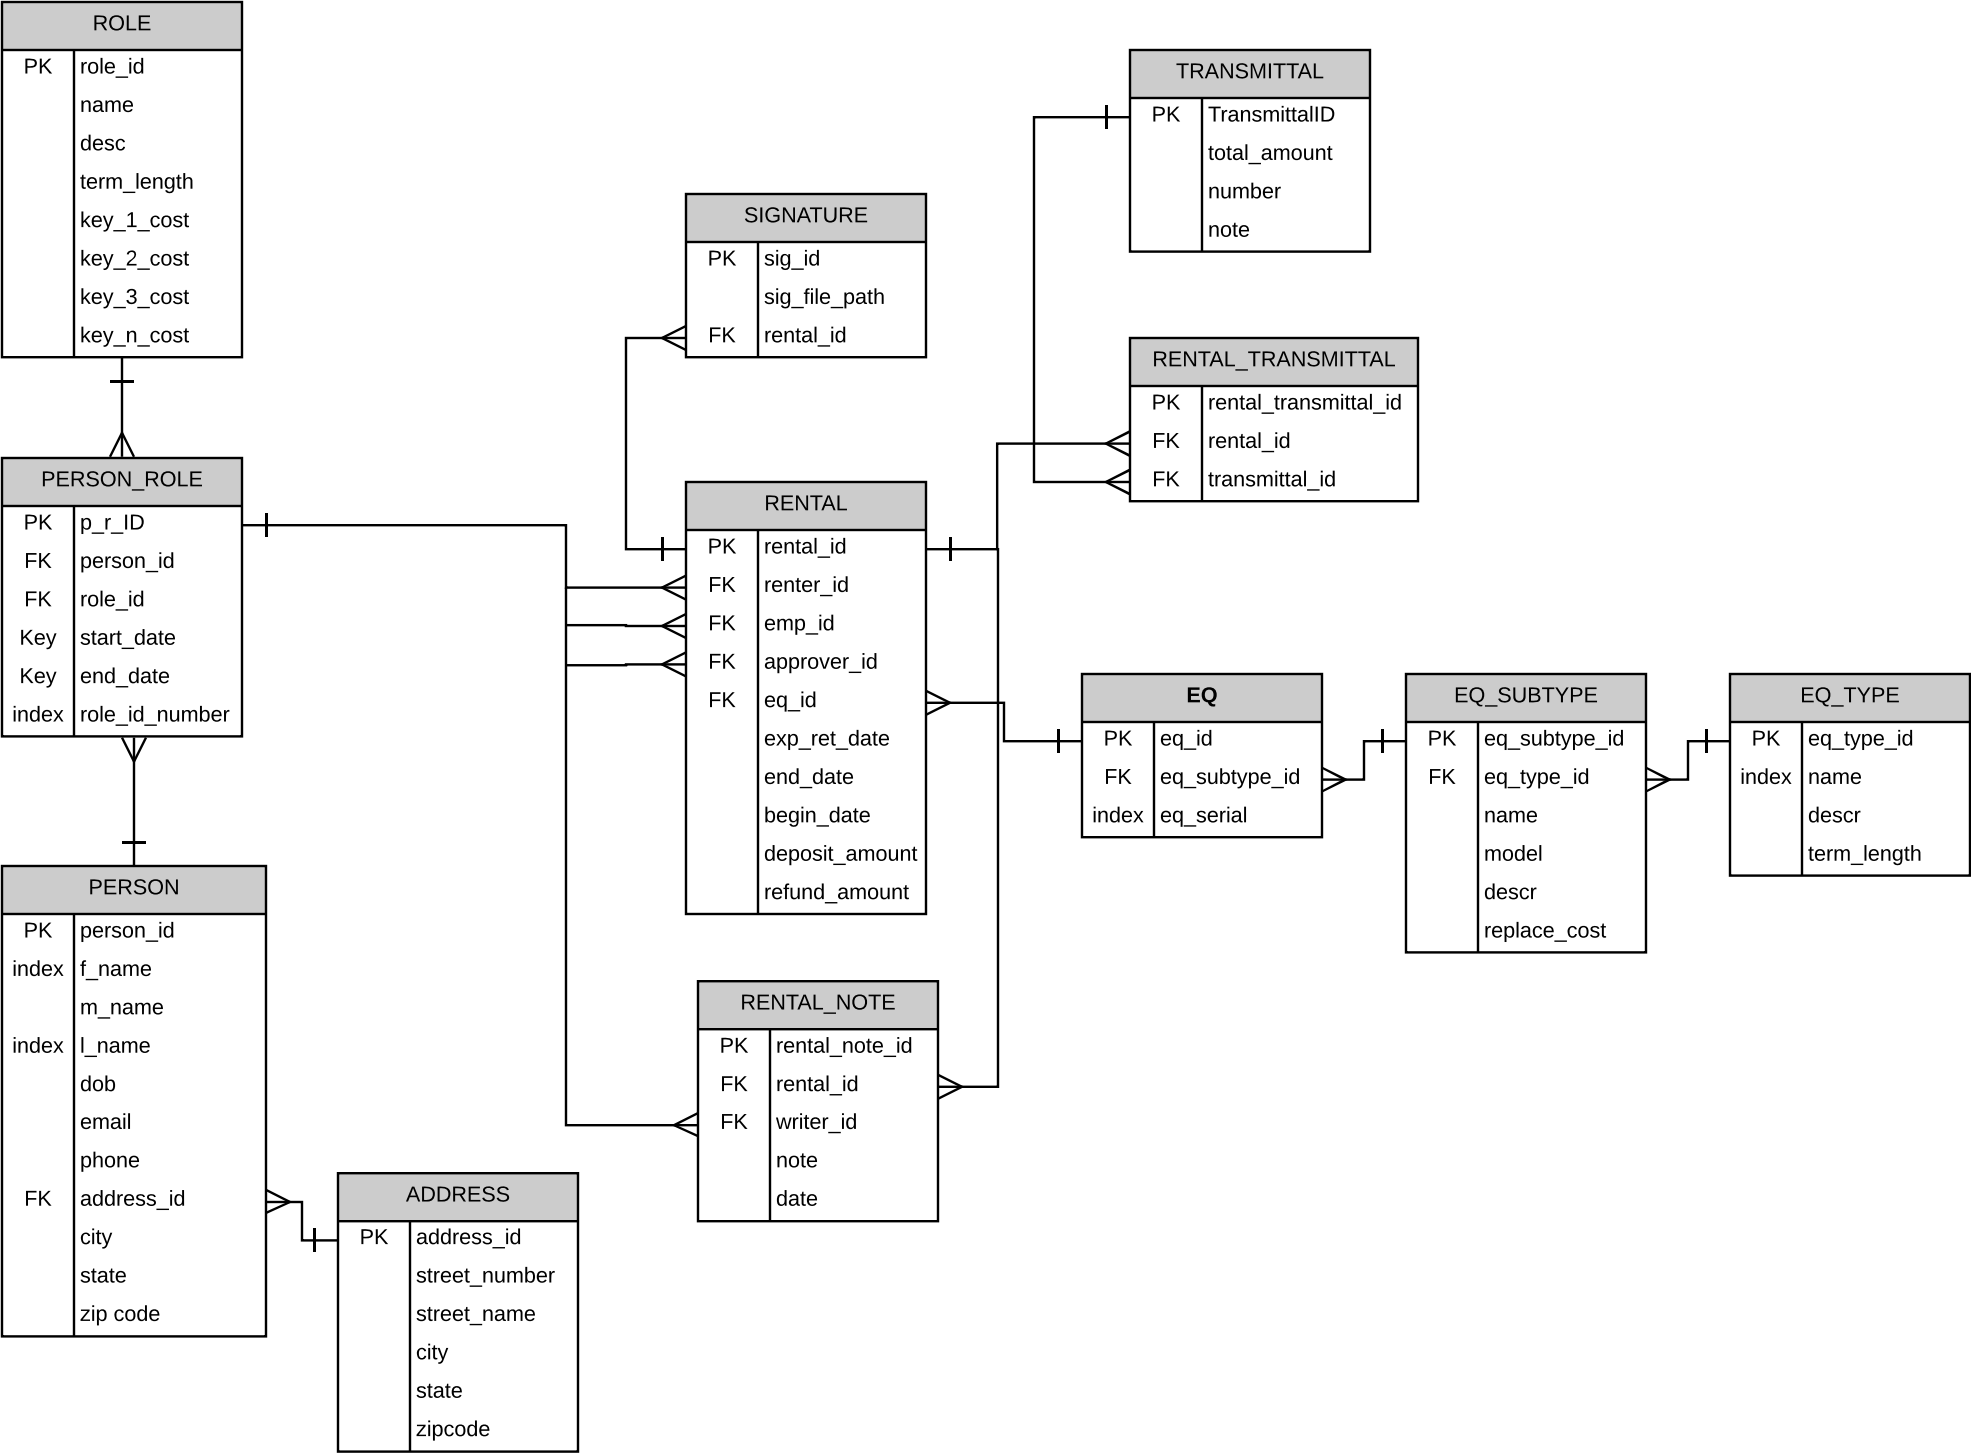 ROLE
PK role_id
name
desc
term_length
key_1_cost
key_2_cost
key_3_cost
key_n_cost
PERSON_ROLE
PK p_r_ID
FK person_id
FK role_id
Key start_date
Key end_date
index role_id_number
PERSON
PK person_id
index f_name
m_name
index l_name
dob
email
phone
FK address_id
city
state
zip code
ADDRESS
PK address_id
street_number
street_name
city
state
zipcode
SIGNATURE
PK sig_id
sig_file_path
FK rental_id
RENTAL
PK rental_id
FK renter_id
FK emp_id
FK approver_id
FK eq_id
exp_ret_date
end_date
begin_date
deposit_amount
refund_amount
RENTAL_NOTE
PK rental_note_id
FK rental_id
FK writer_id
note
date
TRANSMITTAL
PK TransmittalID
total_amount
number
note
RENTAL_TRANSMITTAL
PK rental_transmittal_id
FK rental_id
FK transmittal_id
EQ
PK eq_id
FK eq_subtype_id
index eq_serial
EQ_SUBTYPE
PK eq_subtype_id
FK eq_type_id
name
model
descr
replace_cost
EQ_TYPE
PK eq_type_id
index name
descr
term_length